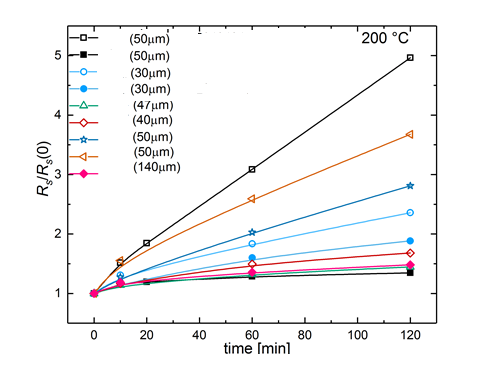 200 °C
(50µm)
(50µm)
(30µm)
(30µm)
(47µm)
(40µm)
(50µm)
(50µm)
(140µm)
Rs/Rs(0)
5
4
3
2
1
0 20 40 60 80 100 120
time [min]